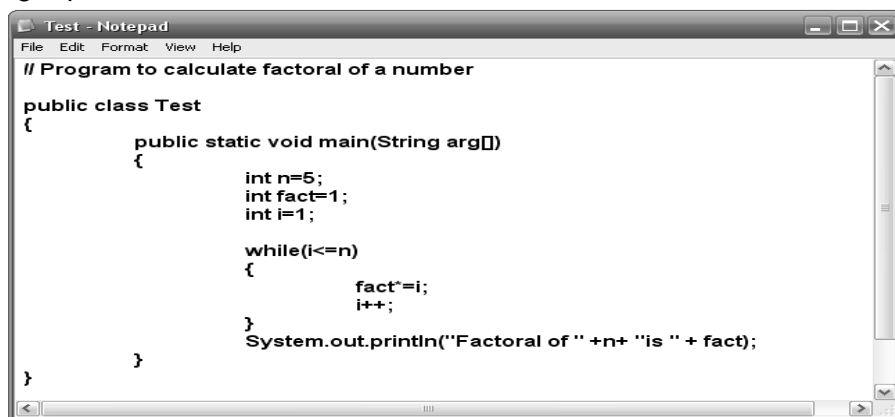 Test - Notepad
File Edit Format View Help
// Program to calculate factoral of a number
public class Test
{
public static void main(String arg[])
{
int n=5;
int fact=1;
int i=1;
while(i<=n)
{
fact*=i;
i++;
}
System.out.println("Factoral of " +n+ "is " + fact);
}
}